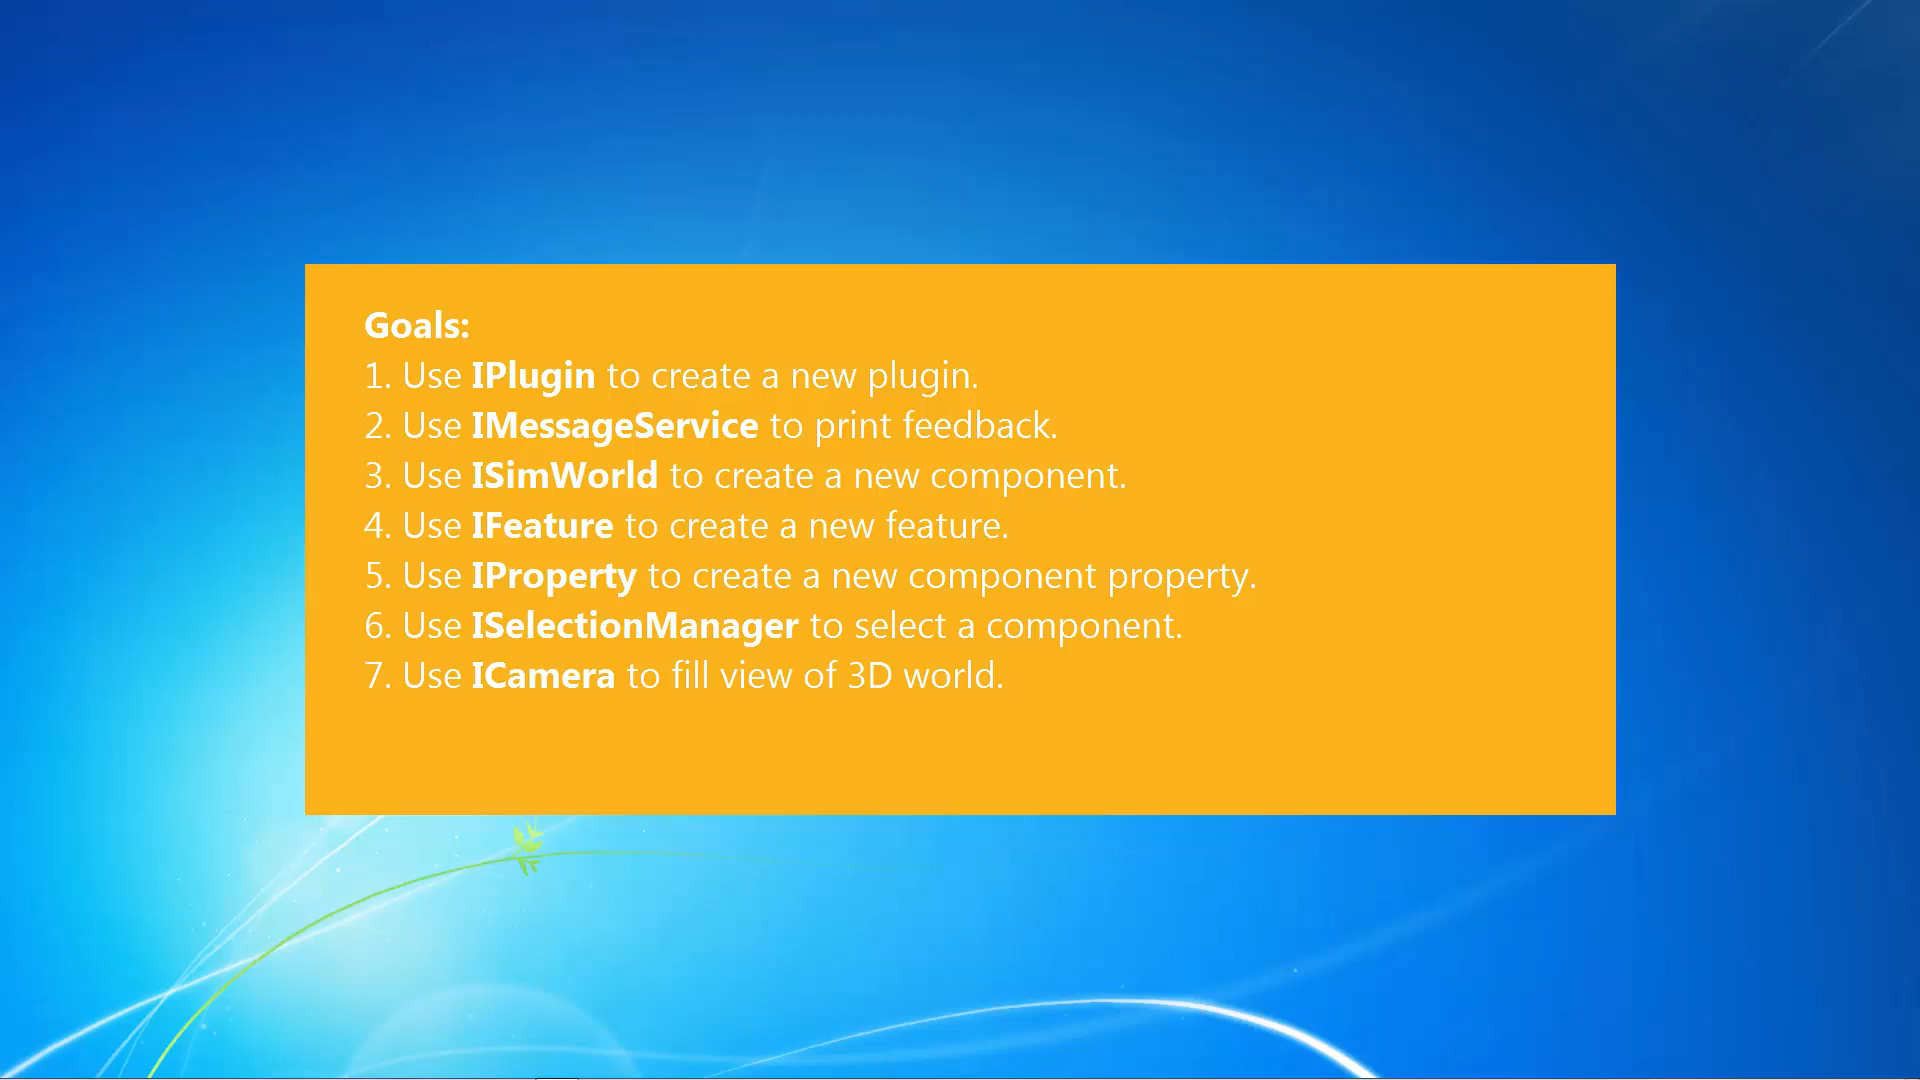 Goals:
1. Use IPlugin to create a new plugin.
2. Use IMessageService to print feedback.
3. Use ISimWorld to create a new component.
4. Use IFeature to create a new feature.
5. Use IProperty to create a new component property.
6. Use ISelectionManager to select a component.
7. Use ICamera to fill view of 3D world.